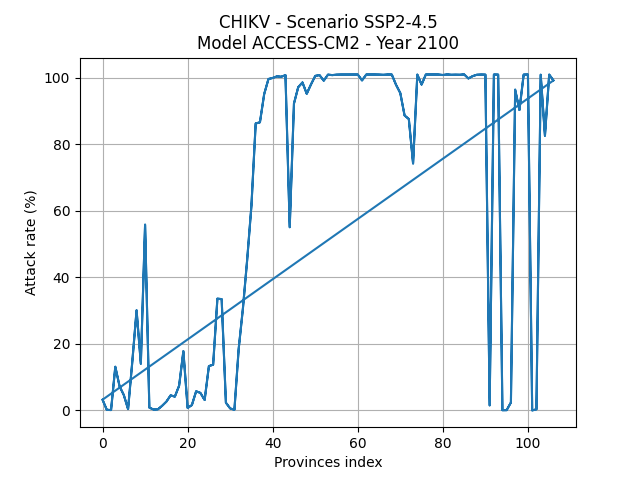 CHIKV - Scenario SSP2-4.5
Model ACCESS-CM2 - Year 2100
Attack rate (%)
100
80
60
40
20
0
0 20 40 60 80 100
Provinces index